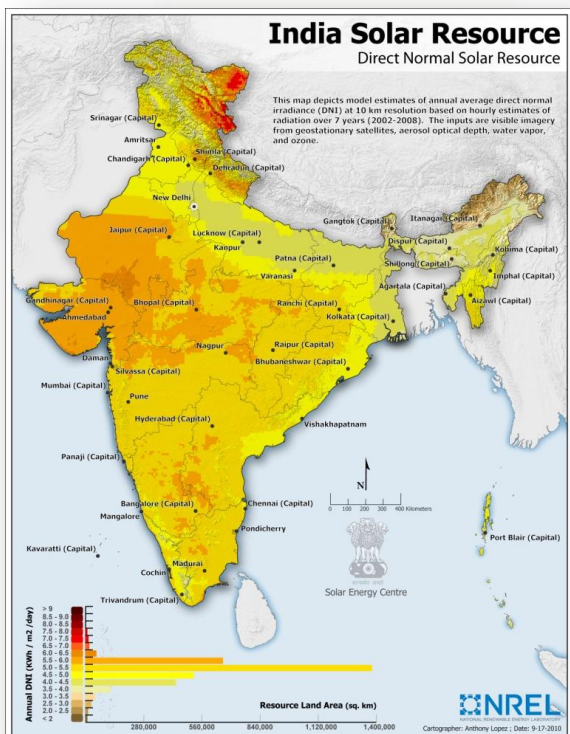 India Solar Resource
Direct Normal Solar Resource
This map depicts model estimates of annual average direct normal
irradiance (DNI) at 10 km resolution based on hourly estimates of
radiation over 7 years (2002-2008). The inputs are visible imagery
from geostationary satellites, aerosol optical depth, water vapor,
and ozone.
Srinagar (Capital)
Amritsar
Shimla (Capital)
Chandigarh (Capital)
Dehradun (Capital)
New Delhi
Gangtok (Capital)
Itanagar (Capital)
Jaipur (Capital)
Lucknow (Capital)
Dispur (Capital)
Kanpur
Kohima (Capital)
Patna (Capital)
Shillong (Capital)
Varanasi
Imphal (Capital)
Agartala (Capital)
Gandhinagar (Capital)
Bhopal (Capital)
Ranchi (Capital)
Aizawl (Capital)
Ahmedabad
Kolkata (Capital)
Nagpur
Raipur (Capital)
Daman
Bhubaneshwar (Capital)
Silvassa (Capital)
Mumbai (Capital)
Pune
Hyderabad (Capital)
Vishakhapatnam
Panaji (Capital)
N
0 100 200 300 400 Kilometers
Bangalore (Capital)
Chennai (Capital)
Mangalore
Pondicherry
Port Blair (Capital)
Kavaratti (Capital)
Madurai
Cochin
Solar Energy Centre
Trivandrum (Capital)
Annual DNI (KWh / m2 /day)
> 9
8.5 - 9.0
8.0 - 8.5
7.5 - 8.0
7.0 - 7.5
6.5 - 7.0
6.0 - 6.5
5.5 - 6.0
5.0 - 5.5
4.5 - 5.0
4.0 - 4.5
3.5 - 4.0
3.0 - 3.5
2.5 - 3.0
2.0 - 2.5
< 2
Resource Land Area (sq. km)
280,000 560,000 840,000 1,120,000 1,400,000
NREL
NATIONAL RENEWABLE ENERGY LABORATORY
Cartographer: Anthony Lopez ; Date: 9-17-2010